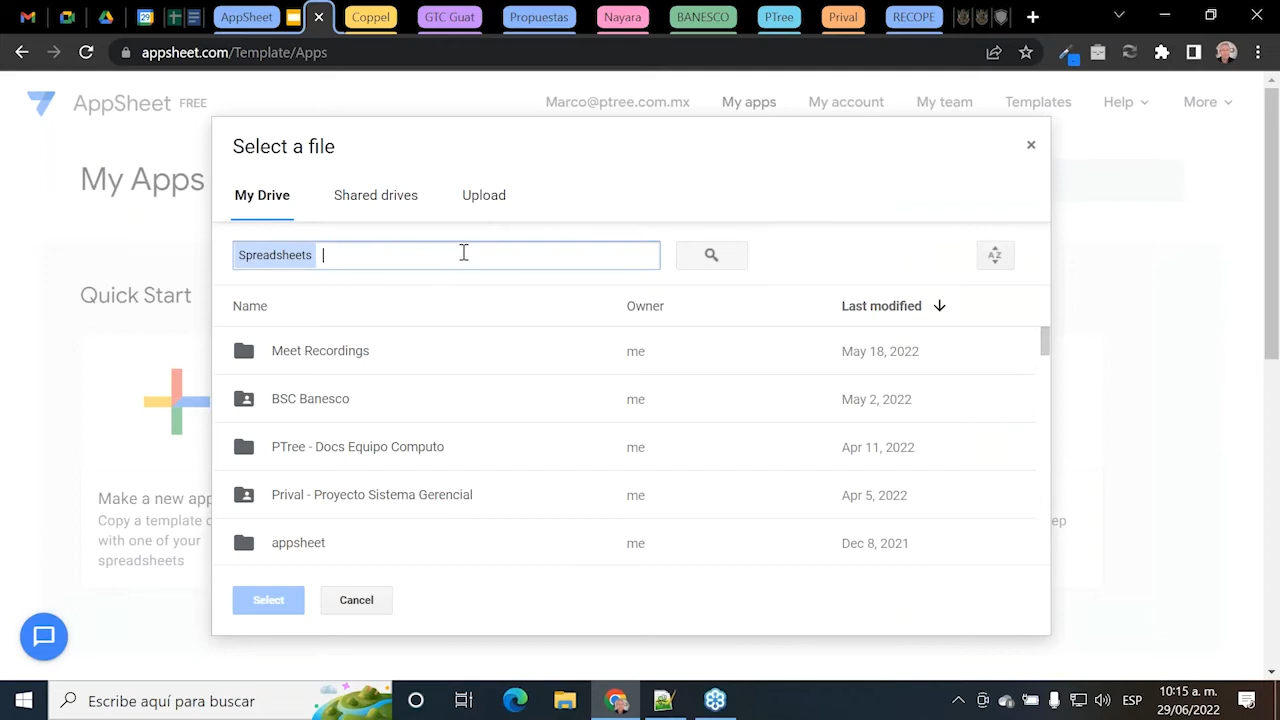 AppSheet
Coppel
GTC Guat
Propuestas
Nayara
BANESCO
PTree
Prival
RECOPE
appsheet.com/Template/Apps
AppSheet FREE
Marco@ptree.com.mx
My apps
My account
My team
Templates
Help
More
My Apps
Select a file
My Drive
Shared drives
Upload
Spreadsheets
AZ
Quick Start
Name
Owner
Last modified
Meet Recordings
me
May 18, 2022
BSC Banesco
me
May 2, 2022
PTree - Docs Equipo Computo
me
Apr 11, 2022
Prival - Proyecto Sistema Gerencial
me
Apr 5, 2022
appsheet
me
Dec 8, 2021
Make a new app
Copy a template o
with one of your
spreadsheets
ep
Select
Cancel
Escribe aquí para buscar
ESP
10:15 a. m.
29/06/2022